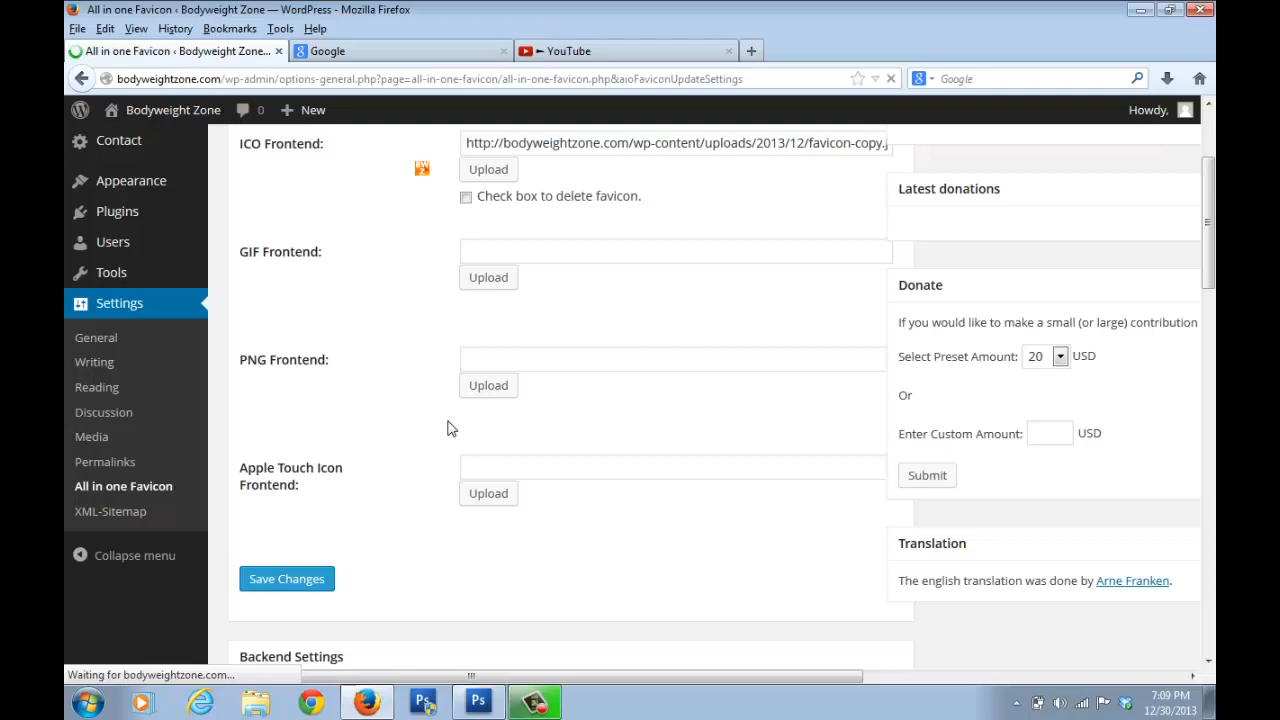 All in one Favicon ‹ Bodyweight Zone — WordPress - Mozilla Firefox
File Edit View History Bookmarks Tools Help
All in one Favicon ‹ Bodyweight Zone... Google ► YouTube
bodyweightzone.com/wp-admin/options-general.php?page=all-in-one-favicon/all-in-one-favicon.php&aioFaviconUpdateSettings Google
Bodyweight Zone 0 New Howdy,
Contact
Appearance
Plugins
Users
Tools
Settings
General
Writing
Reading
Discussion
Media
Permalinks
All in one Favicon
XML-Sitemap
Collapse menu
ICO Frontend: http://bodyweightzone.com/wp-content/uploads/2013/12/favicon-copy.j
Upload
Check box to delete favicon.
GIF Frontend:
Upload
PNG Frontend:
Upload
Apple Touch Icon
Frontend:
Upload
Save Changes
Backend Settings
Latest donations
Donate
If you would like to make a small (or large) contribution
Select Preset Amount: 20 USD
Or
Enter Custom Amount: USD
Submit
Translation
The english translation was done by Arne Franken.
Waiting for bodyweightzone.com...
Ps Ps
7:09 PM
12/30/2013